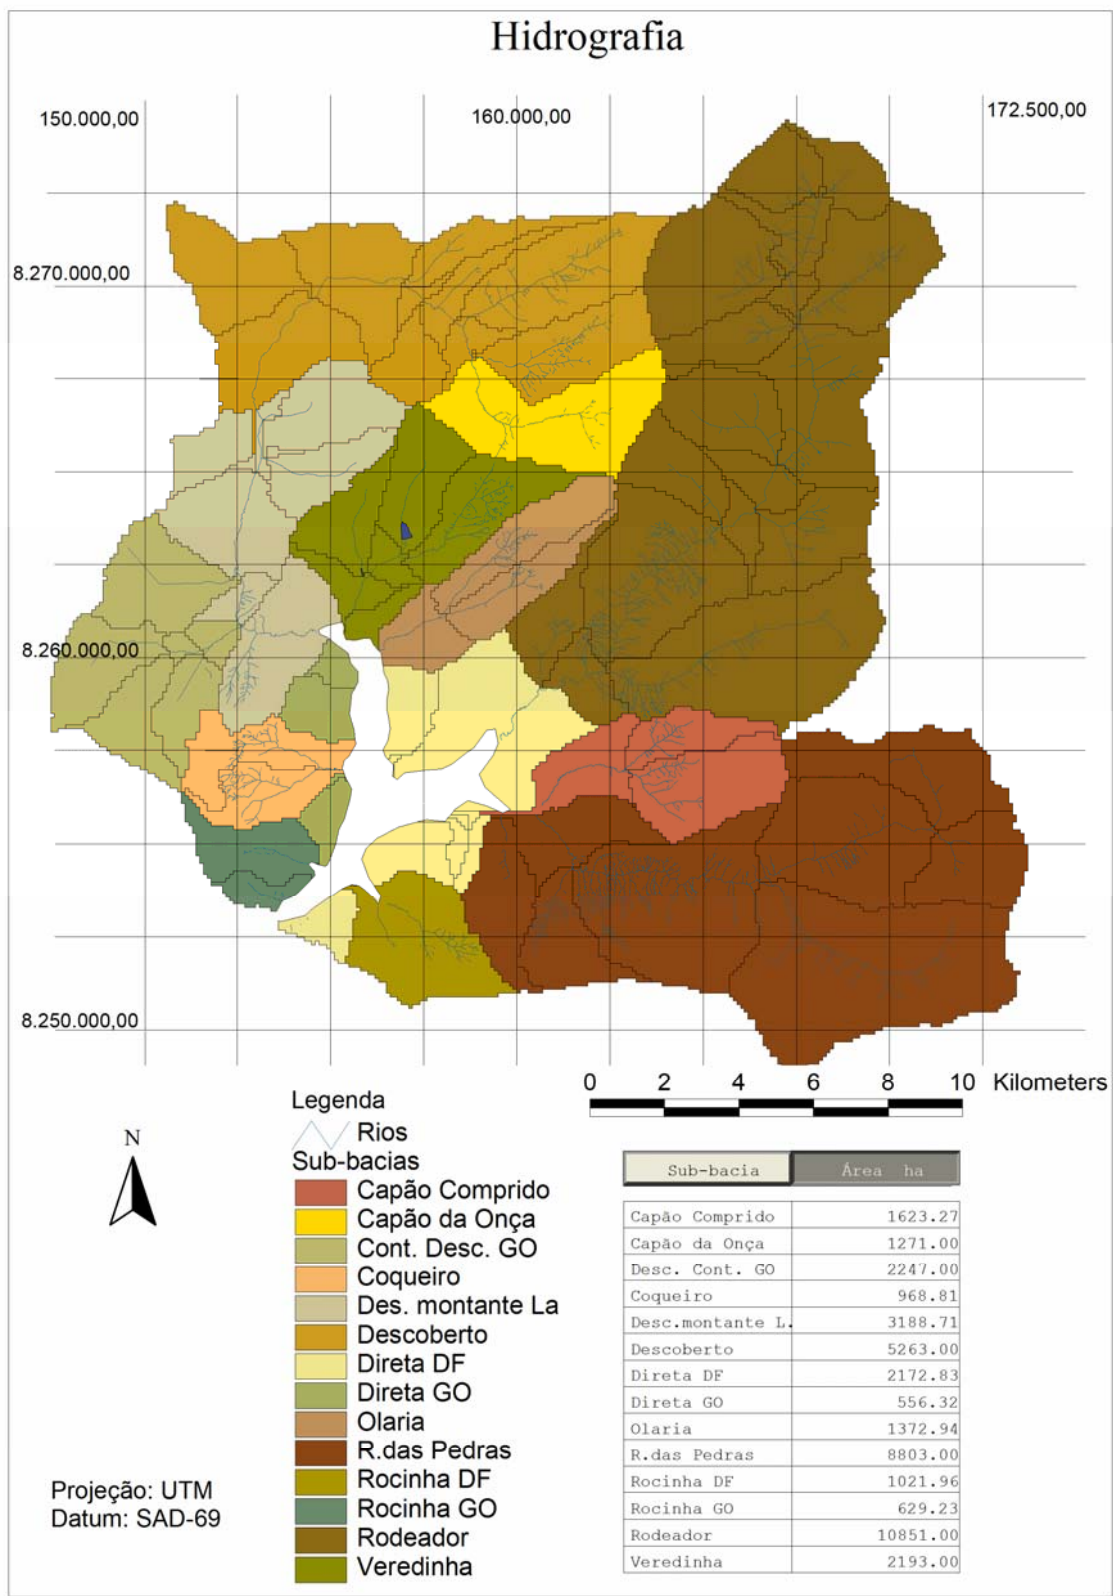 Hidrografia
150.000,00
160.000,00
172.500,00
8.270.000,00
8.260.000,00
8.250.000,00
0 2 4 6 8 10 Kilometers
N
Legenda
Rios
Sub-bacias
Capão Comprido
Capão da Onça
Cont. Desc. GO
Coqueiro
Des. montante La
Descoberto
Direta DF
Direta GO
Olaria
R.das Pedras
Rocinha DF
Rocinha GO
Rodeador
Veredinha
Projeção: UTM
Datum: SAD-69
Sub-bacia Área ha
Capão Comprido 1623.27
Capão da Onça 1271.00
Desc. Cont. GO 2247.00
Coqueiro 968.81
Desc.montante L. 3188.71
Descoberto 5263.00
Direta DF 2172.83
Direta GO 556.32
Olaria 1372.94
R.das Pedras 8803.00
Rocinha DF 1021.96
Rocinha GO 629.23
Rodeador 10851.00
Veredinha 2193.00